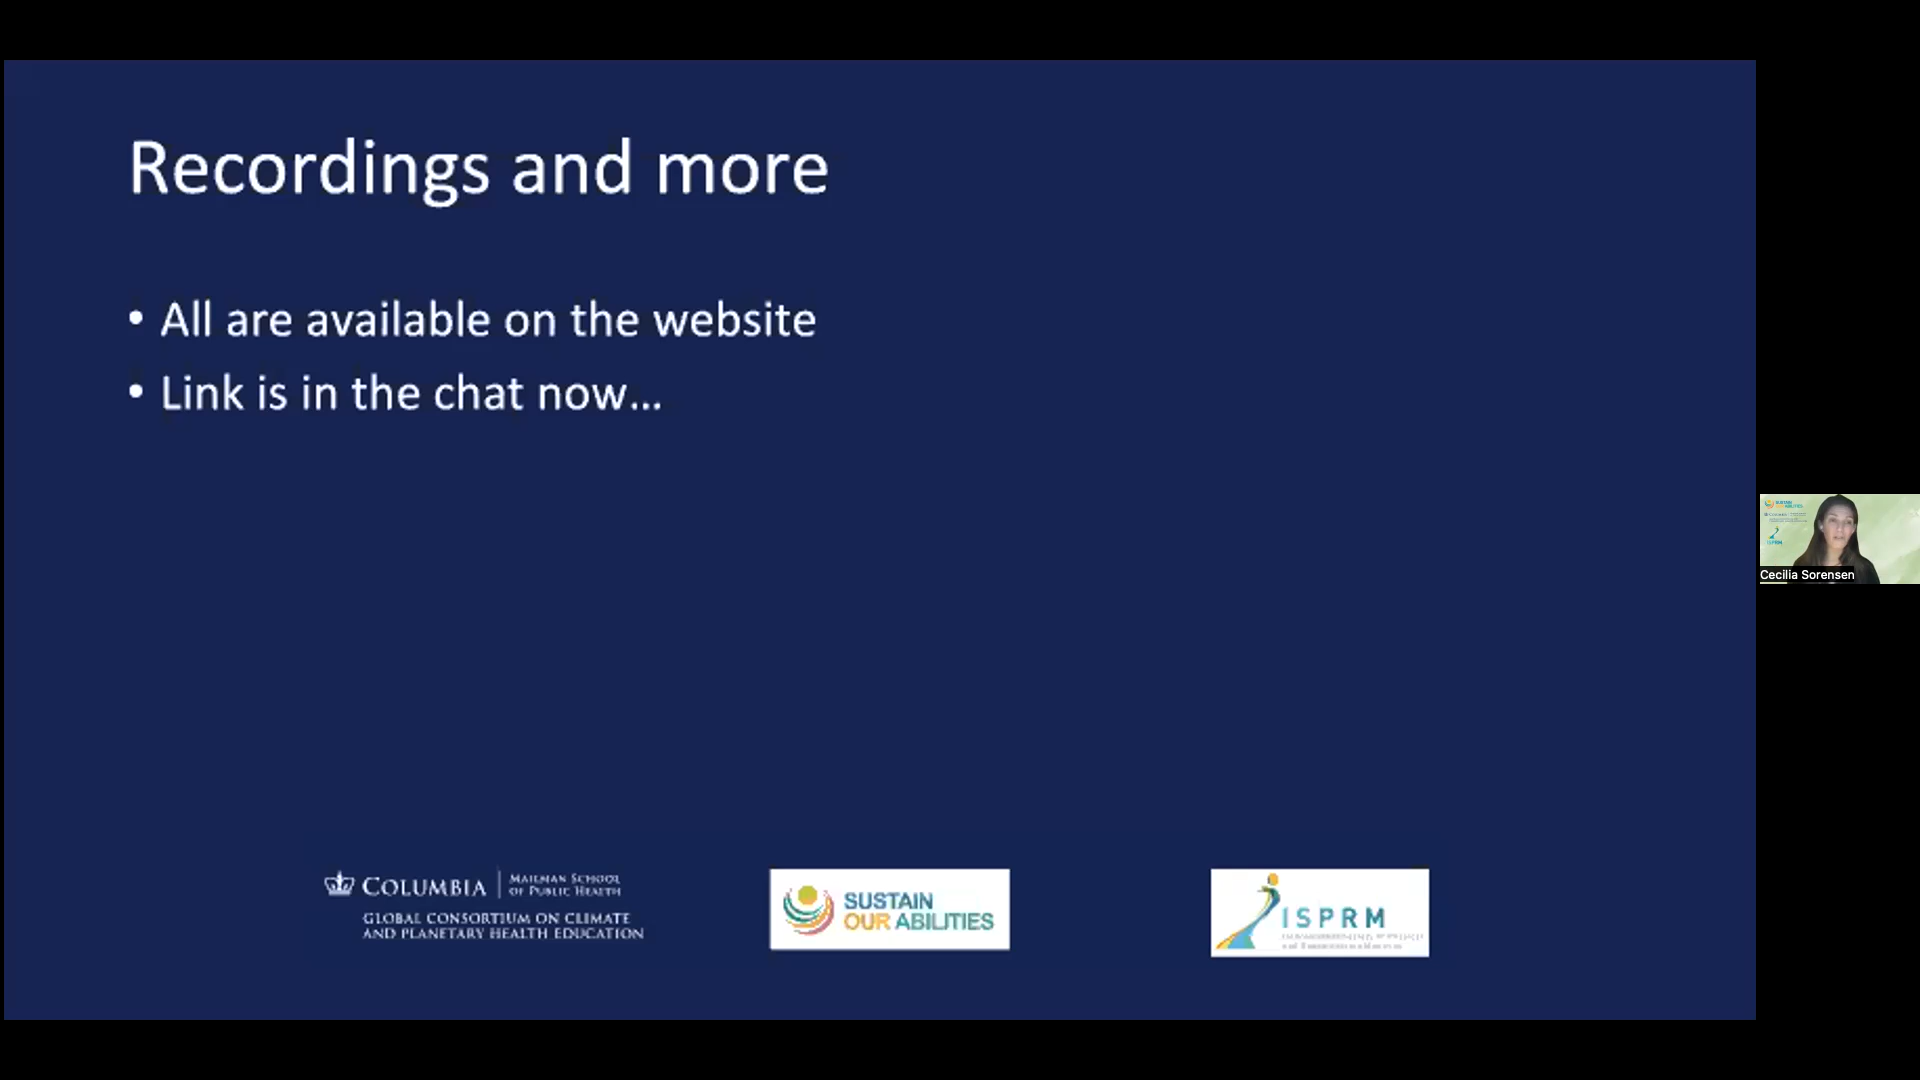 Recordings and more
• All are available on the website
• Link is in the chat now...
COLUMBIA
MAILMAN SCHOOL
OF PUBLIC HEALTH
GLOBAL CONSORTIUM ON CLIMATE
AND PLANETARY HEALTH EDUCATION
SUSTAIN
OUR ABILITIES
ISPRM
Cecilia Sorensen